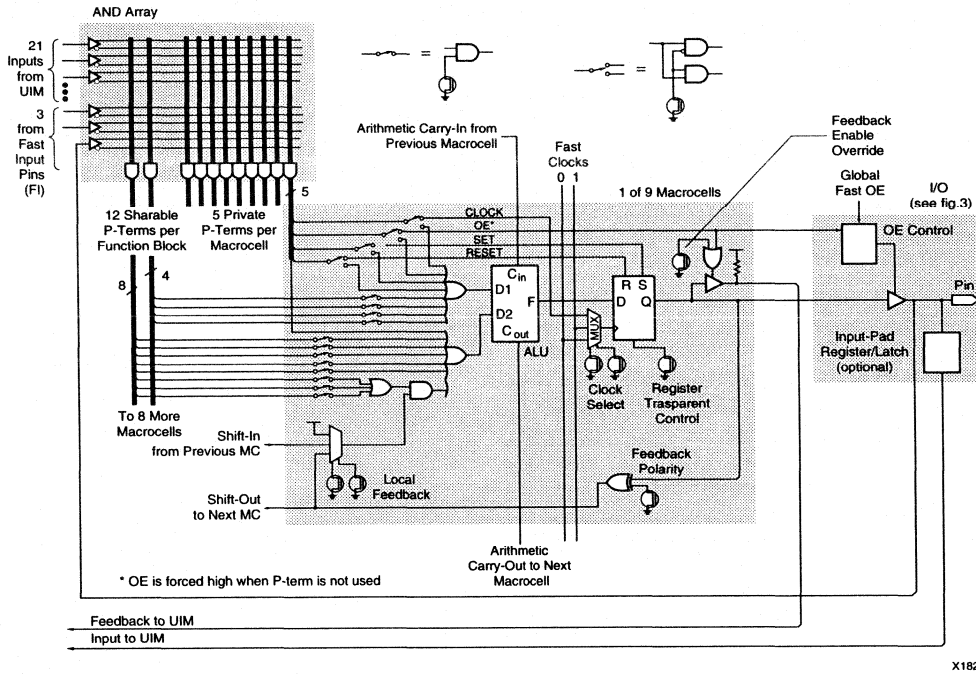 AND Array
21
Inputs
from
UIM
3
from
Fast
Input
Pins
(FI)
12 Sharable
P-Terms per
Function Block
5 Private
P-Terms per
Macrocell
5
8
4
To 8 More
Macrocells
=
=
Arithmetic Carry-In from
Previous Macrocell
Fast
Clocks
0 1
1 of 9 Macrocells
Feedback
Enable
Override
Global
Fast OE
I/O
(see fig.3)
OE Control
Pin
Input-Pad
Register/Latch
(optional)
CLOCK
OE*
SET
RESET
Cin
D1
D2
Cout
F
ALU
MUX
R S
D Q
Clock
Select
Register
Trasparent
Control
Shift-In
from Previous MC
Local
Feedback
Shift-Out
to Next MC
Feedback
Polarity
Arithmetic
Carry-Out to Next
Macrocell
* OE is forced high when P-term is not used
Feedback to UIM
Input to UIM
X182